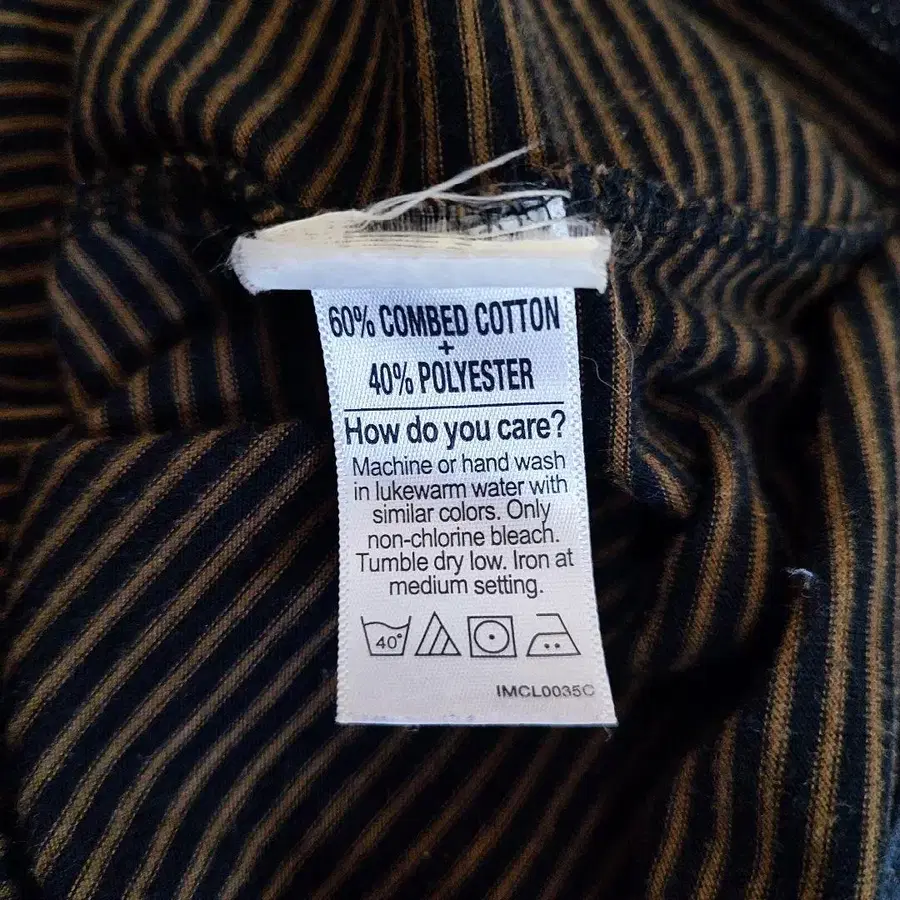 60% COMBED COTTON
+
40% POLYESTER
How do you care?
Machine or hand wash
in lukewarm water with
similar colors. Only
non-chlorine bleach.
Tumble dry low. Iron at
medium setting.
40°
IMCL0035C